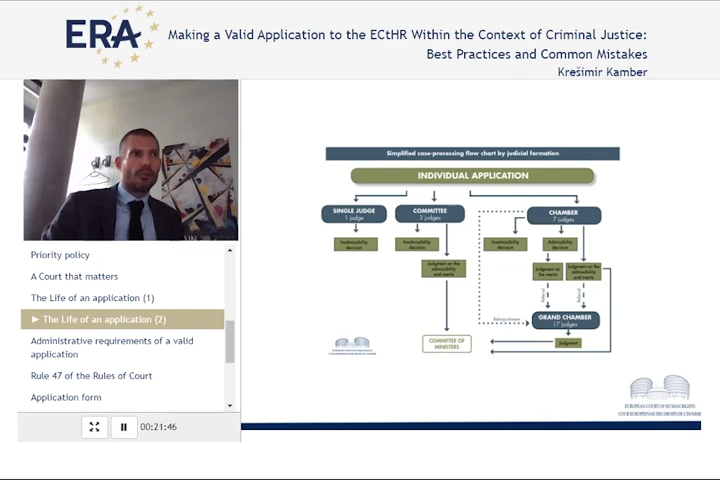 ERA
Making a Valid Application to the ECtHR Within the Context of Criminal Justice:
Best Practices and Common Mistakes
Krešimir Kamber
Priority policy
A Court that matters
The Life of an application (1)
► The Life of an application (2)
Administrative requirements of a valid
application
Rule 47 of the Rules of Court
Application form
00:21:46
Simplified case-processing flow chart by judicial formation
INDIVIDUAL APPLICATION
SINGLE JUDGE
1 judge
COMMITTEE
3 judges
CHAMBER
7 judges
Inadmissibility
decision
Inadmissibility
decision
Inadmissibility
decision
Admissibility
decision
Judgment on the
admissibility
and merits
Judgment on
the merits
Judgment on the
admissibility
and merits
Referral
Referral
Relinquishment
GRAND CHAMBER
17 judges
Judgment
COMMITTEE OF
MINISTERS
EUROPEAN COURT OF HUMAN RIGHTS
COUR EUROPÉENNE DES DROITS DE L'HOMME